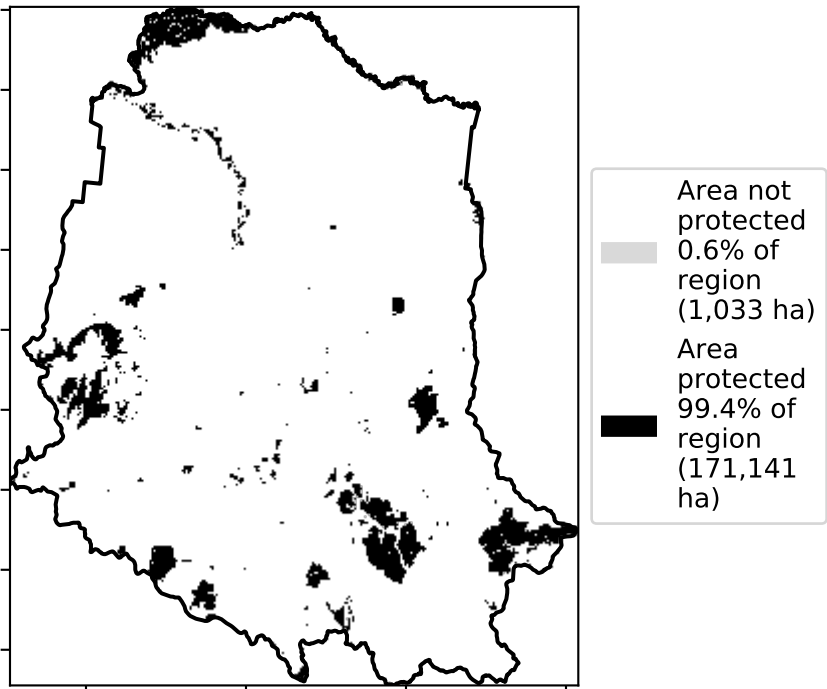 Area not
protected
0.6% of
region
(1,033 ha)
Area
protected
99.4% of
region
(171,141
ha)